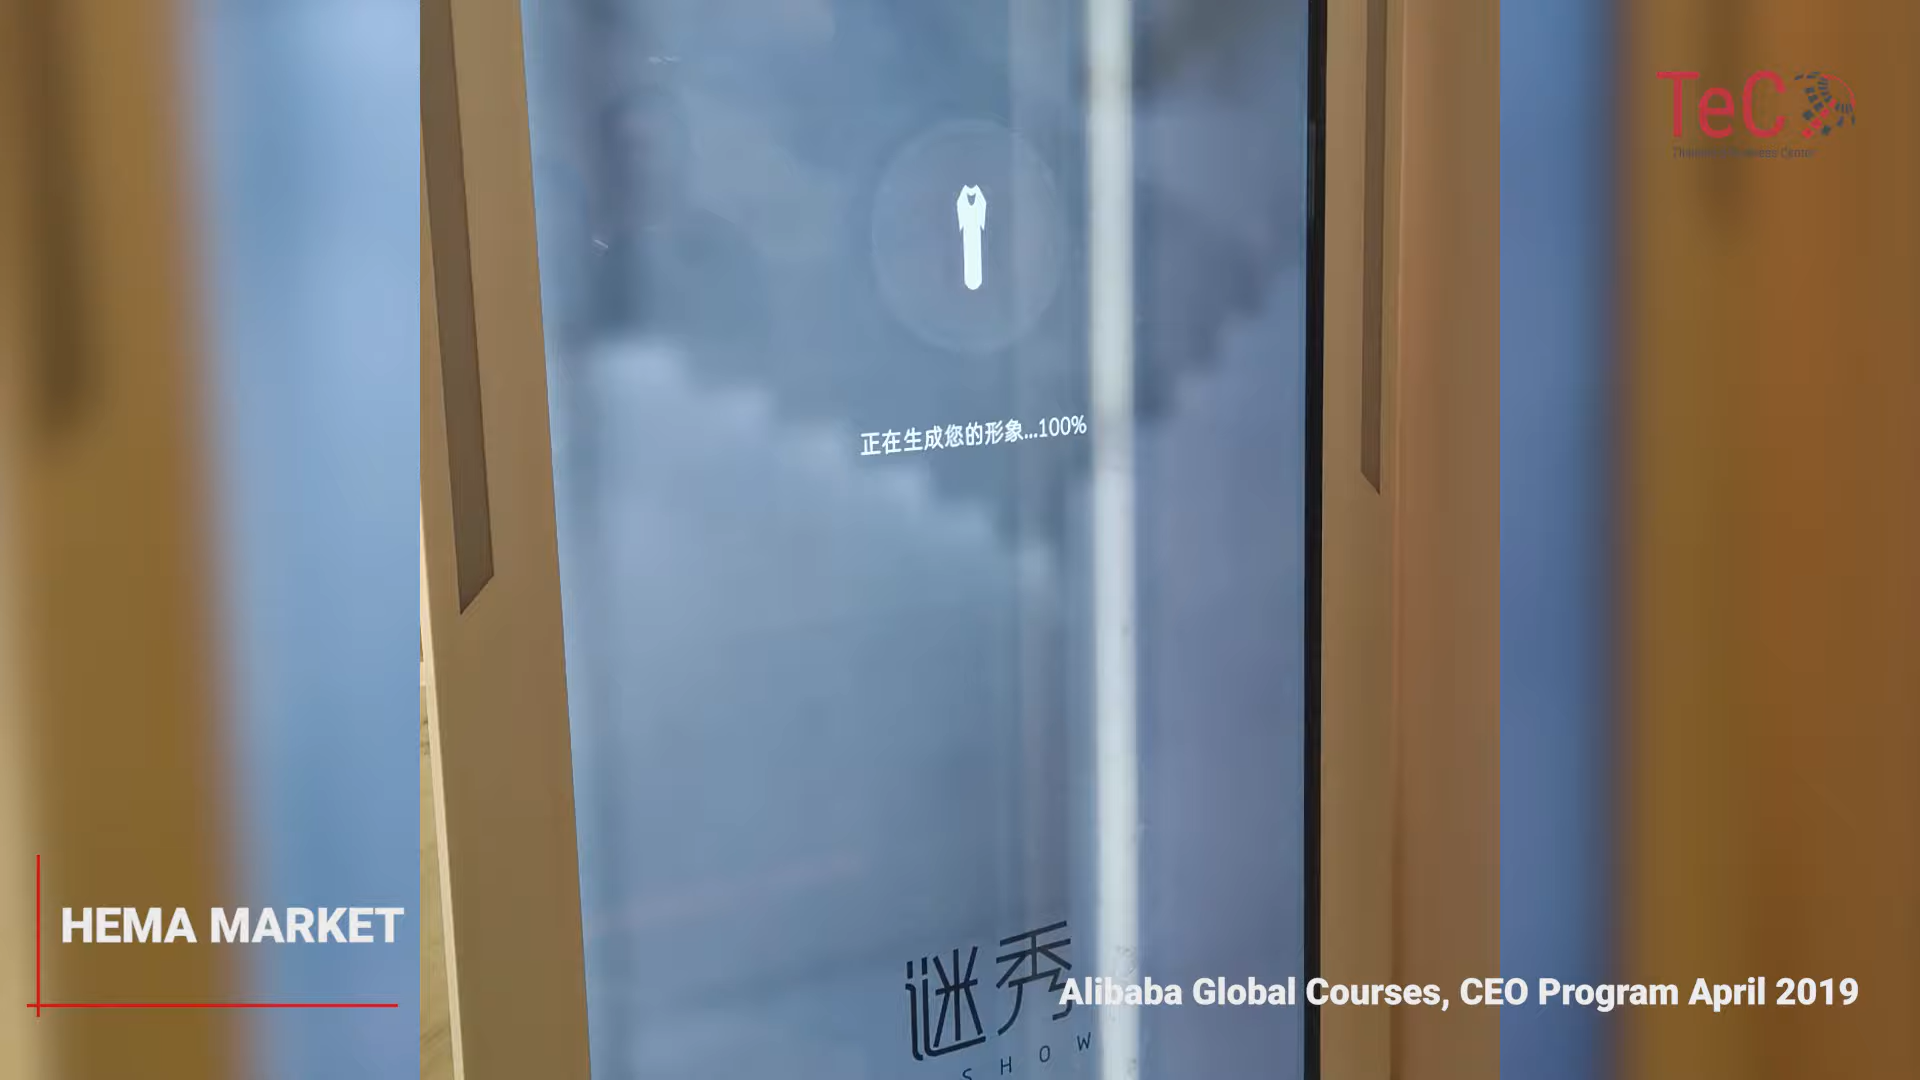 TeC
正在生成您的形象...100%
HEMA MARKET
谜秀
Alibaba Global Courses, CEO Program April 2019
SHOW